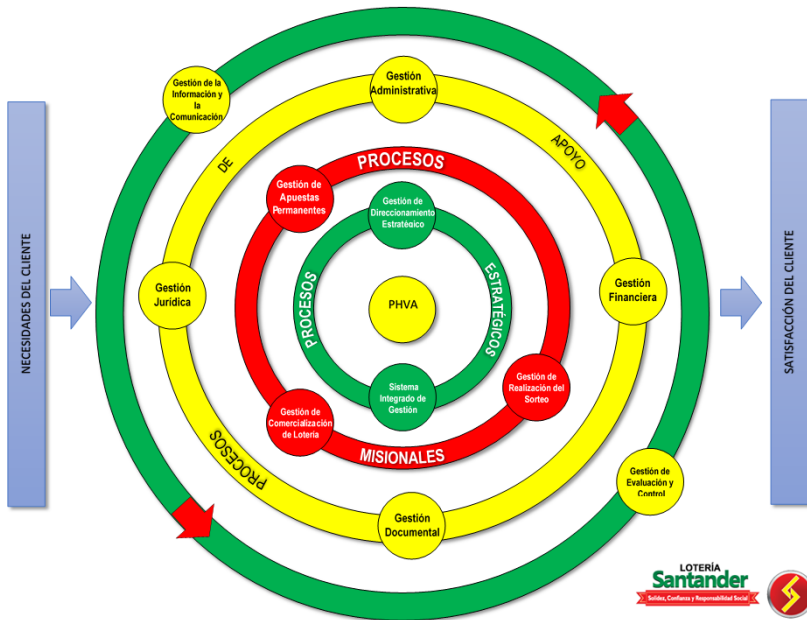 Gestión de la
Información y
la
Comunicación
Gestión
Administrativa
PROCESOS
DE
APOYO
PROCESOS
MISIONALES
Gestión de
Apuestas
Permanentes
Gestión de
Direccionamiento
Estratégico
PROCESOS
ESTRATÉGICOS
PHVA
Gestión
Jurídica
Gestión
Financiera
Sistema
Integrado de
Gestión
Gestión de
Realización del
Sorteo
Gestión de
Comercialización
de Lotería
Gestión
Documental
Gestión de
Evaluación y
Control
NECESIDADES DEL CLIENTE
SATISFACCIÓN DEL CLIENTE
LOTERÍA
Santander
Solidez, Confianza y Responsabilidad Social